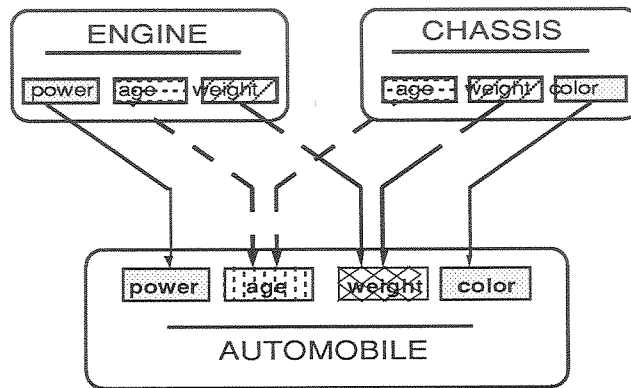 ENGINE
CHASSIS
power age weight
age weight color
power age weight color
AUTOMOBILE